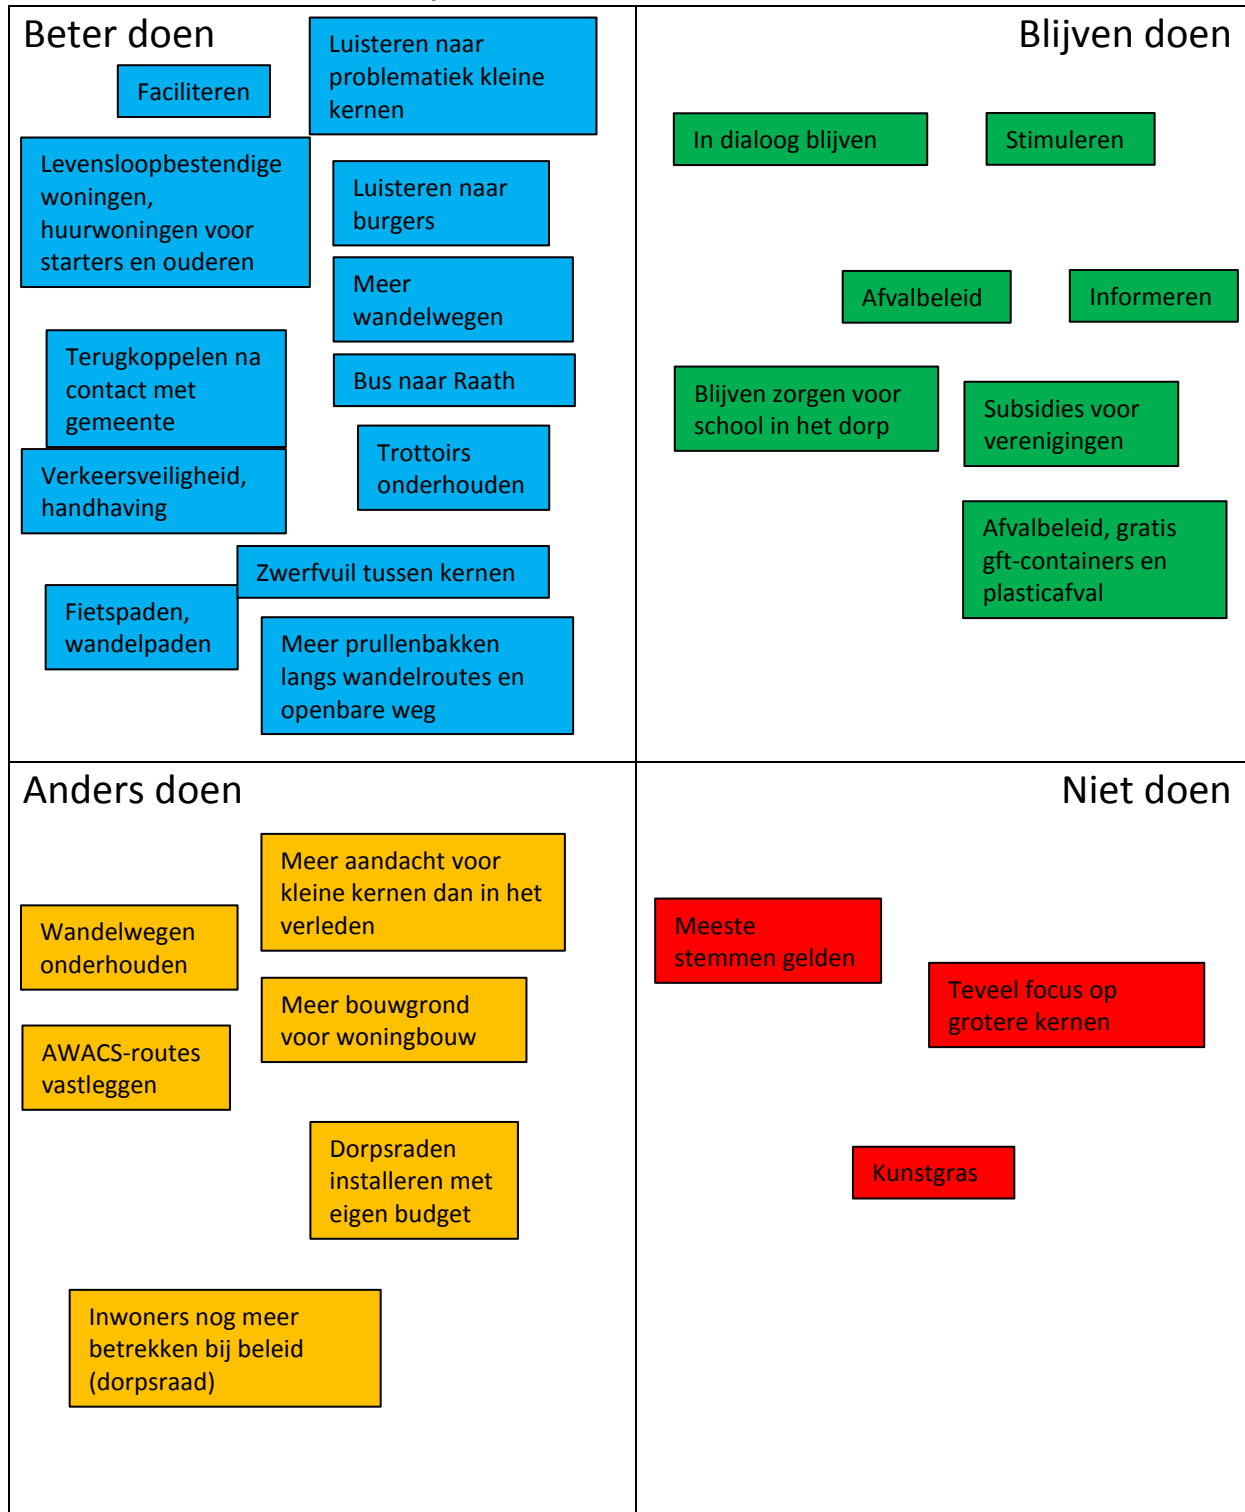 Beter doen
Faciliteren
Luisteren naar
problematiek kleine
kernen
Levensloopbestendige
woningen,
huurwoningen voor
starters en ouderen
Luisteren naar
burgers
Meer
wandelwegen
Terugkoppelen na
contact met
gemeente
Bus naar Raath
Verkeersveiligheid,
handhaving
Trottoirs
onderhouden
Zwerfvuil tussen kernen
Fietspaden,
wandelpaden
Meer prullenbakken
langs wandelroutes en
openbare weg
Blijven doen
In dialoog blijven
Stimuleren
Afvalbeleid
Informeren
Blijven zorgen voor
school in het dorp
Subsidies voor
verenigingen
Afvalbeleid, gratis
gft-containers en
plasticafval
Anders doen
Meer aandacht voor
kleine kernen dan in het
verleden
Wandelwegen
onderhouden
Meer bouwgrond
voor woningbouw
AWACS-routes
vastleggen
Dorpsraden
installeren met
eigen budget
Inwoners nog meer
betrekken bij beleid
(dorpsraad)
Niet doen
Meeste
stemmen gelden
Teveel focus op
grotere kernen
Kunstgras